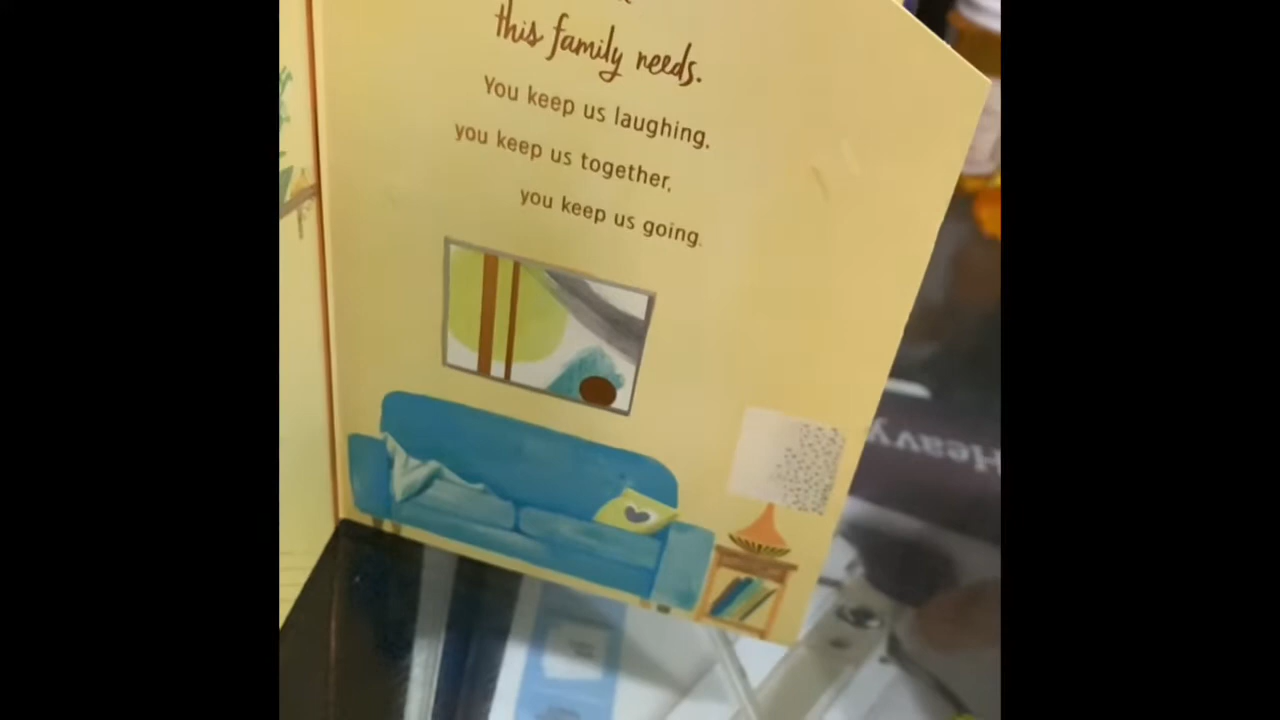 this family needs.
You keep us laughing,
you keep us together,
you keep us going.
Heavy